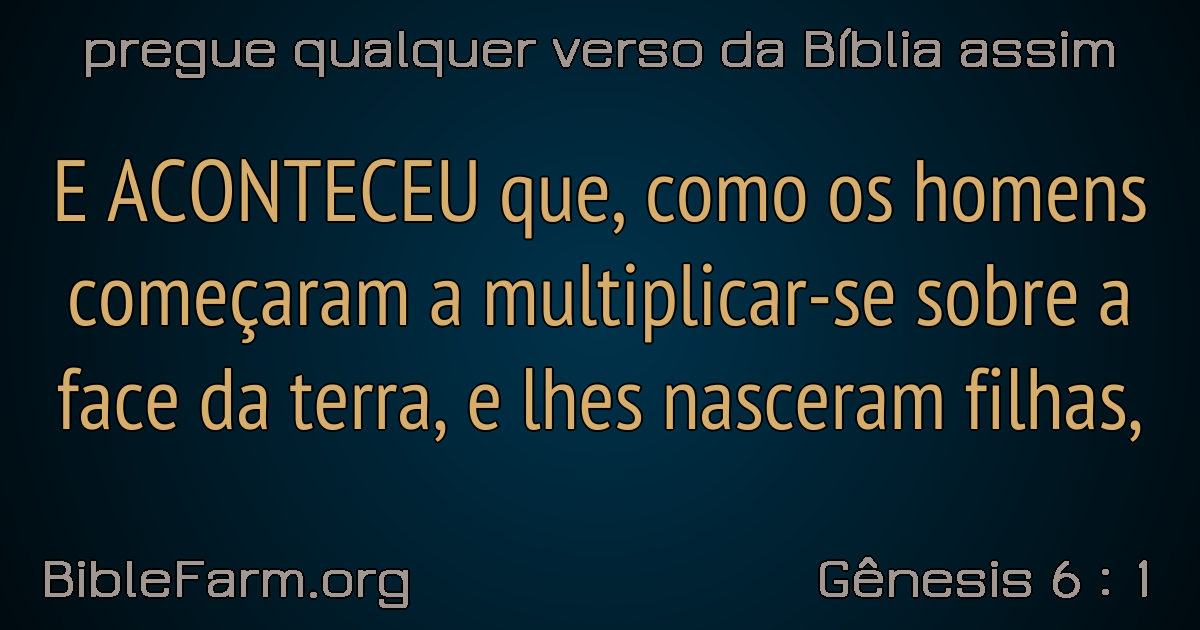 pregue qualquer verso da Bíblia assim
E ACONTECEU que, como os homens
começaram a multiplicar-se sobre a
face da terra, e lhes nasceram filhas,
BibleFarm.org
Gênesis 6 : 1